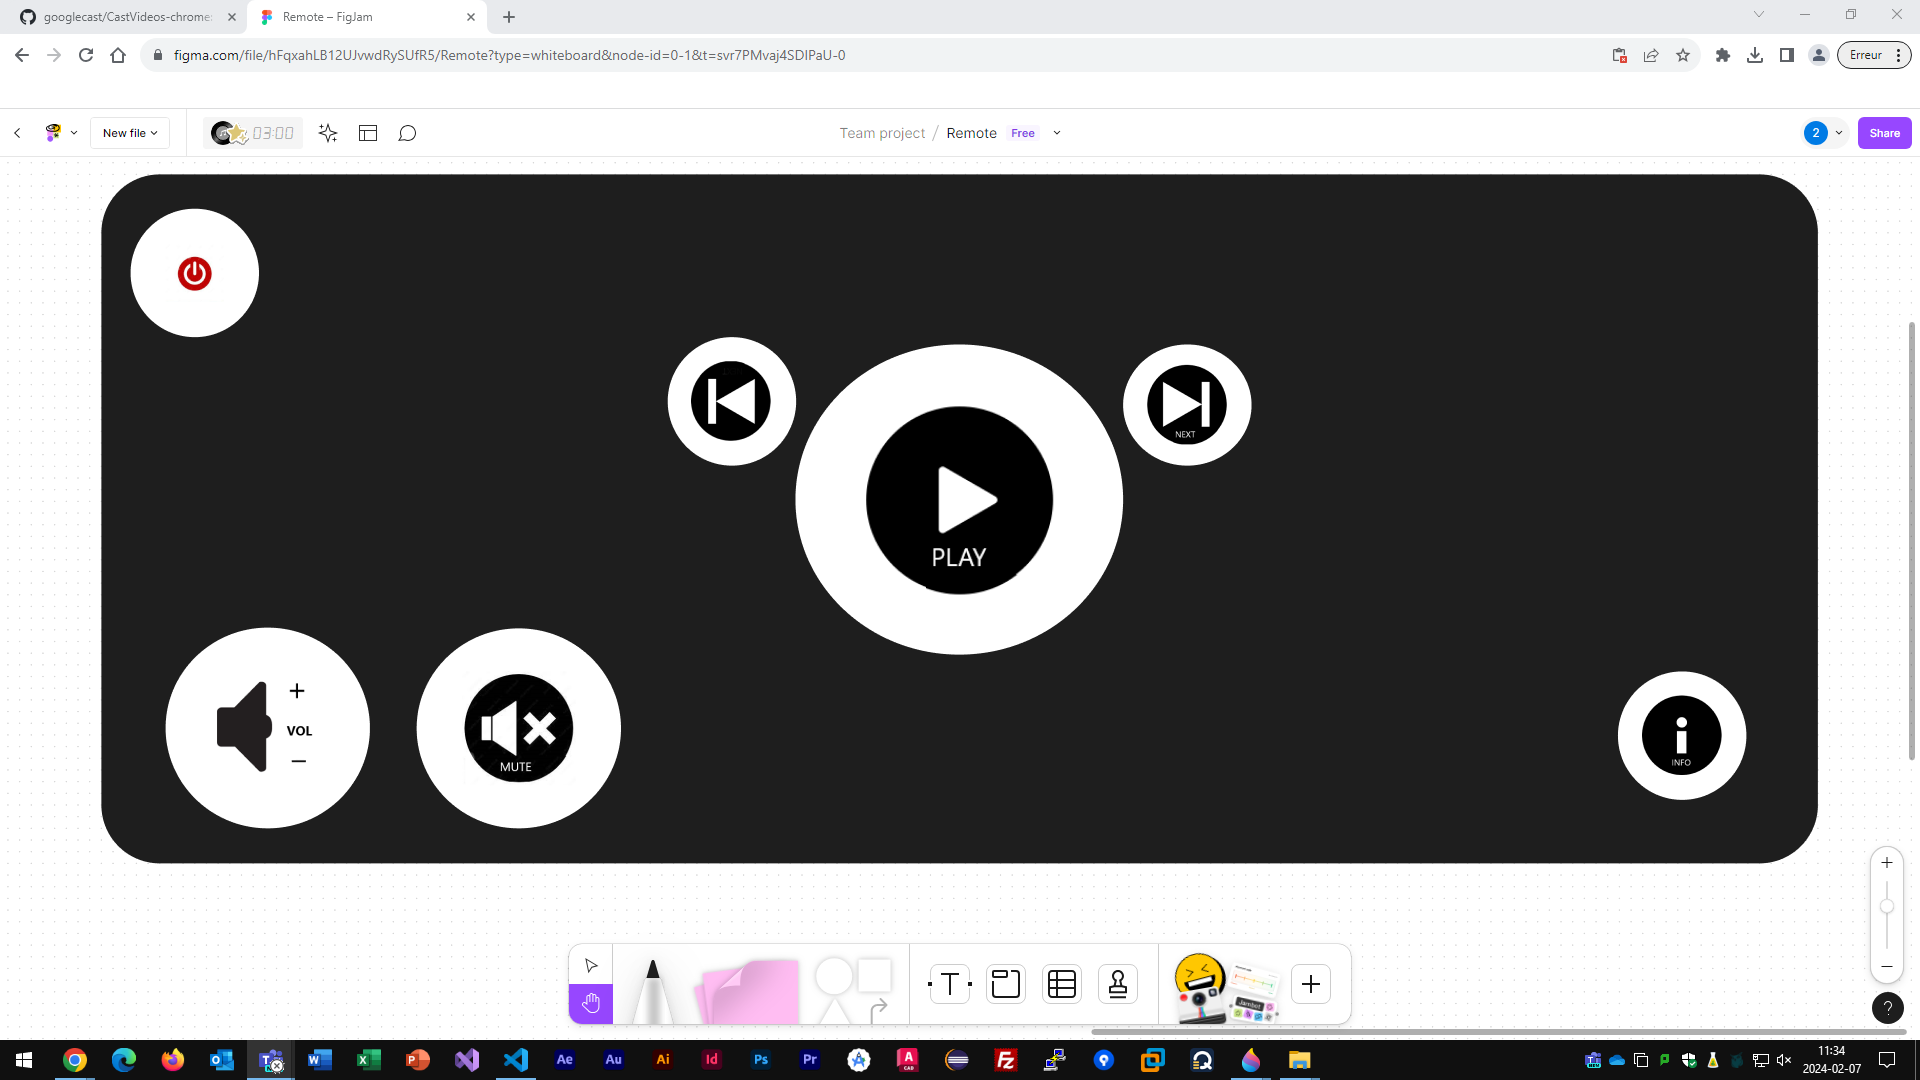 googlecast/CastVideos-chrome:
Remote – FigJam
figma.com/file/hFqxahLB12UJvwdRySUfR5/Remote?type=whiteboard&node-id=0-1&t=svr7PMvaj4SDIPaU-0
Erreur
New file
03:00
Team project / Remote Free
2
Share
NEXT
PLAY
+
VOL
−
MUTE
INFO
T
Jambot
?
Ae
Au
Ai
Id
Ps
Pr
11:34
2024-02-07